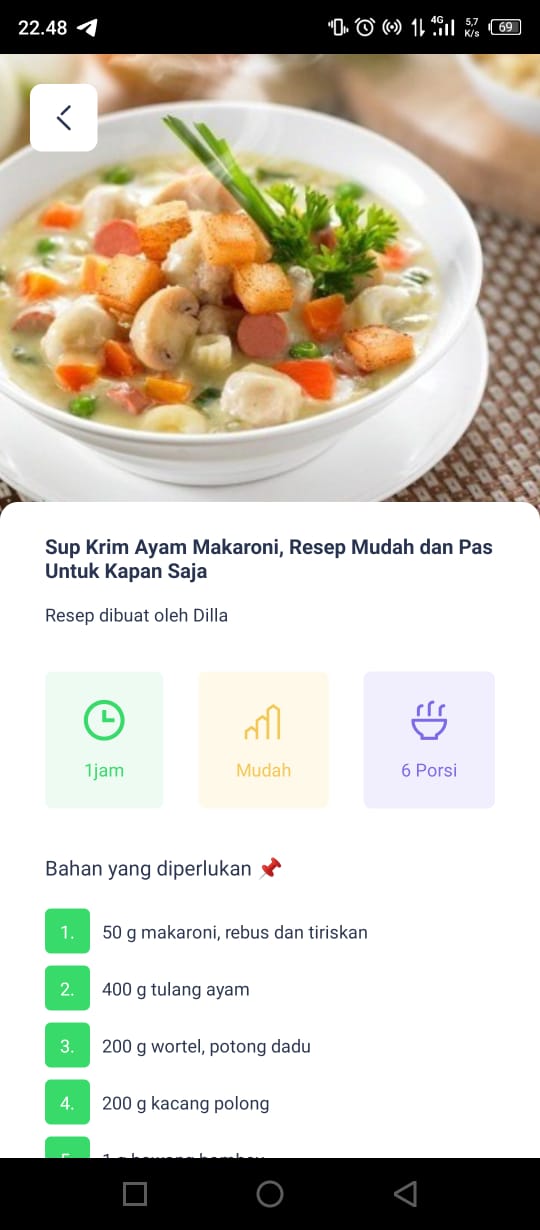 22.48
4G
5,7
K/s
69
Sup Krim Ayam Makaroni, Resep Mudah dan Pas
Untuk Kapan Saja
Resep dibuat oleh Dilla
1jam
Mudah
6 Porsi
Bahan yang diperlukan 📌
1. 50 g makaroni, rebus dan tiriskan
2. 400 g tulang ayam
3. 200 g wortel, potong dadu
4. 200 g kacang polong